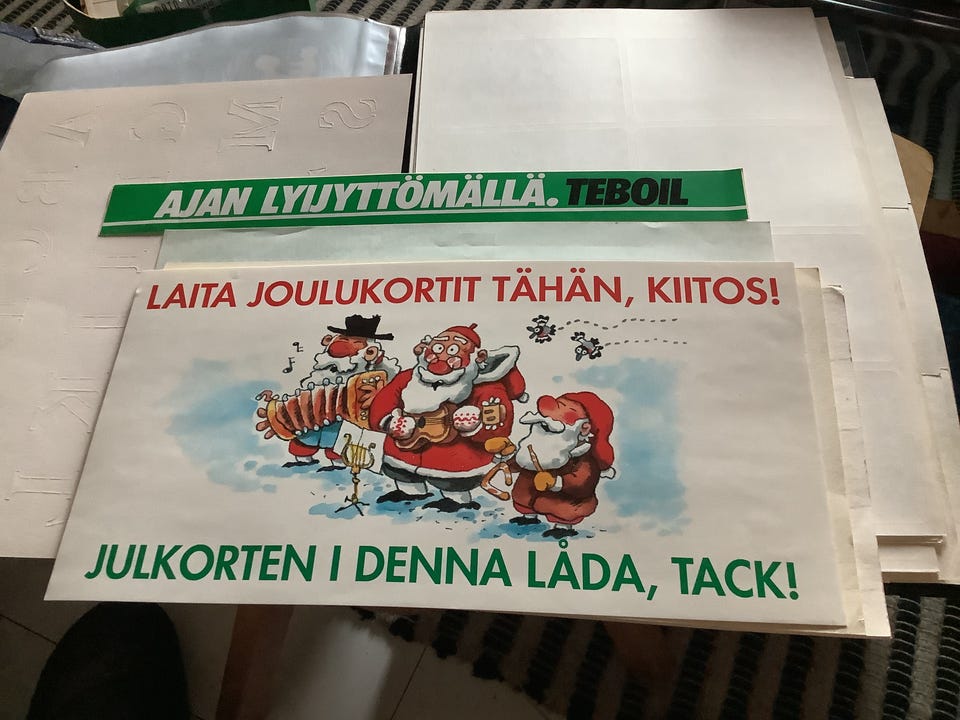 AJAN LYIJYTTÖMÄLLÄ. TEBOIL
LAITA JOULUKORTIT TÄHÄN, KIITOS!
JULKORTEN I DENNA LÅDA, TACK!